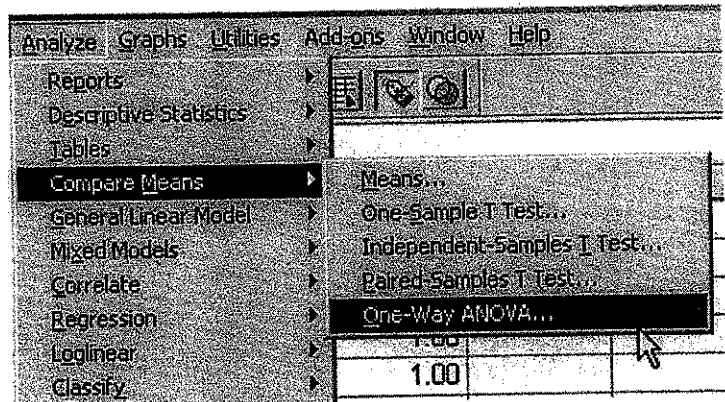 Analyze Graphs Utilities Add-ons Window Help
Reports
Descriptive Statistics
Tables
Compare Means
General Linear Model
Mixed Models
Correlate
Regression
Loglinear
Classify
Means...
One-Sample T Test...
Independent-Samples T Test...
Paired-Samples T Test...
One-Way ANOVA...
1.00
1.00